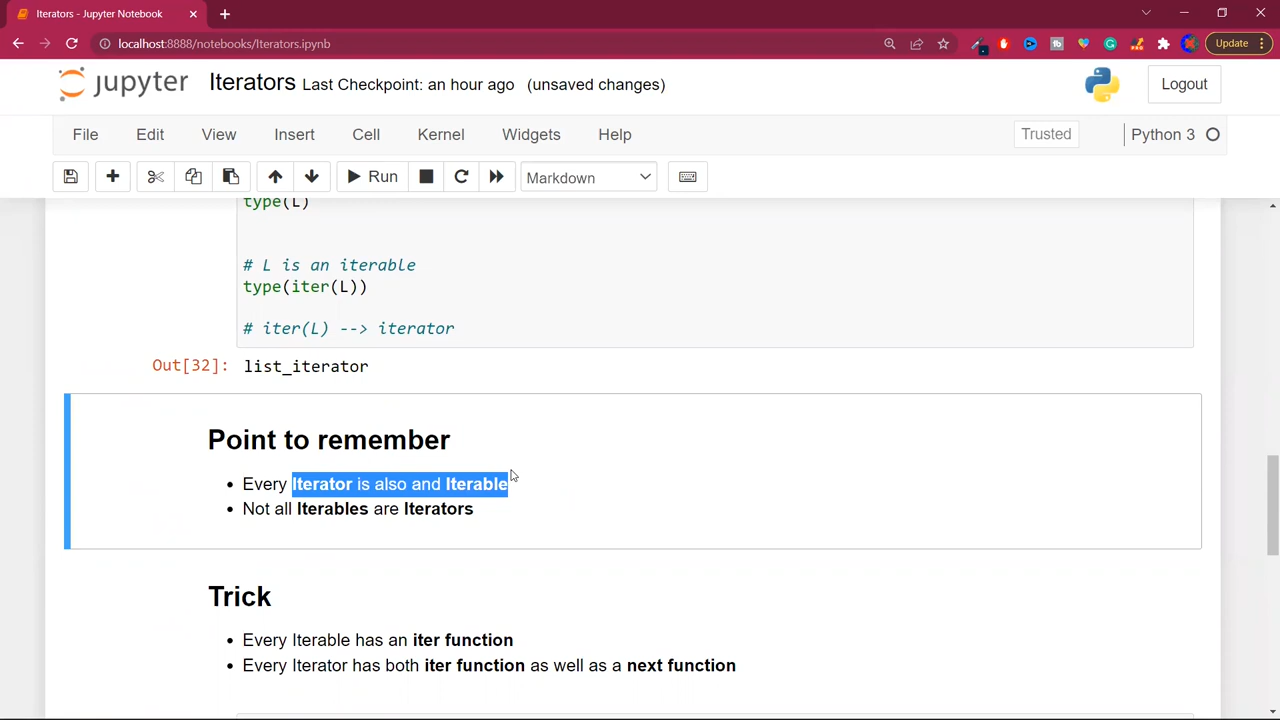 Iterators - Jupyter Notebook
localhost:8888/notebooks/Iterators.ipynb
Update
jupyter Iterators Last Checkpoint: an hour ago (unsaved changes)
Logout
File Edit View Insert Cell Kernel Widgets Help
Trusted
Python 3
Run
Markdown
type(L)
# L is an iterable
type(iter(L))
# iter(L) --> iterator
Out[32]: list_iterator
Point to remember
• Every Iterator is also and Iterable
• Not all Iterables are Iterators
Trick
• Every Iterable has an iter function
• Every Iterator has both iter function as well as a next function